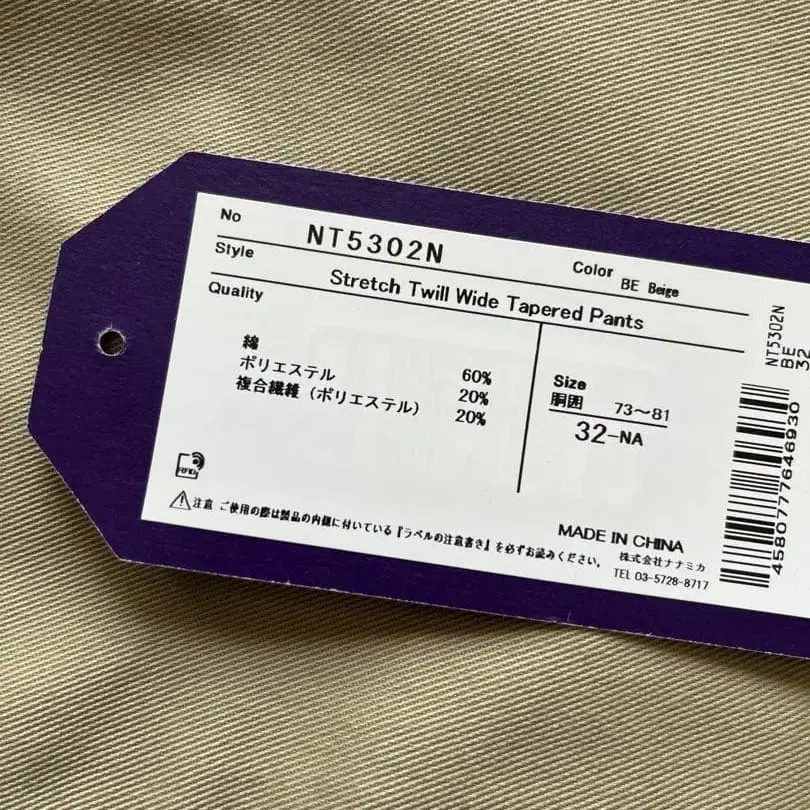 No NT5302N Color BE Beige
Style Stretch Twill Wide Tapered Pants
Quality
綿 60%
ポリエステル 20%
複合繊維（ポリエステル） 20%
Size
胴囲 73〜81
32-NA
RFID
注意 ご使用の際は製品の内側に付いている『ラベルの注意書き』を必ずお読みください。
MADE IN CHINA
株式会社ナナミカ
TEL 03-5728-8717
NT5302N
BE
32
4580777646930